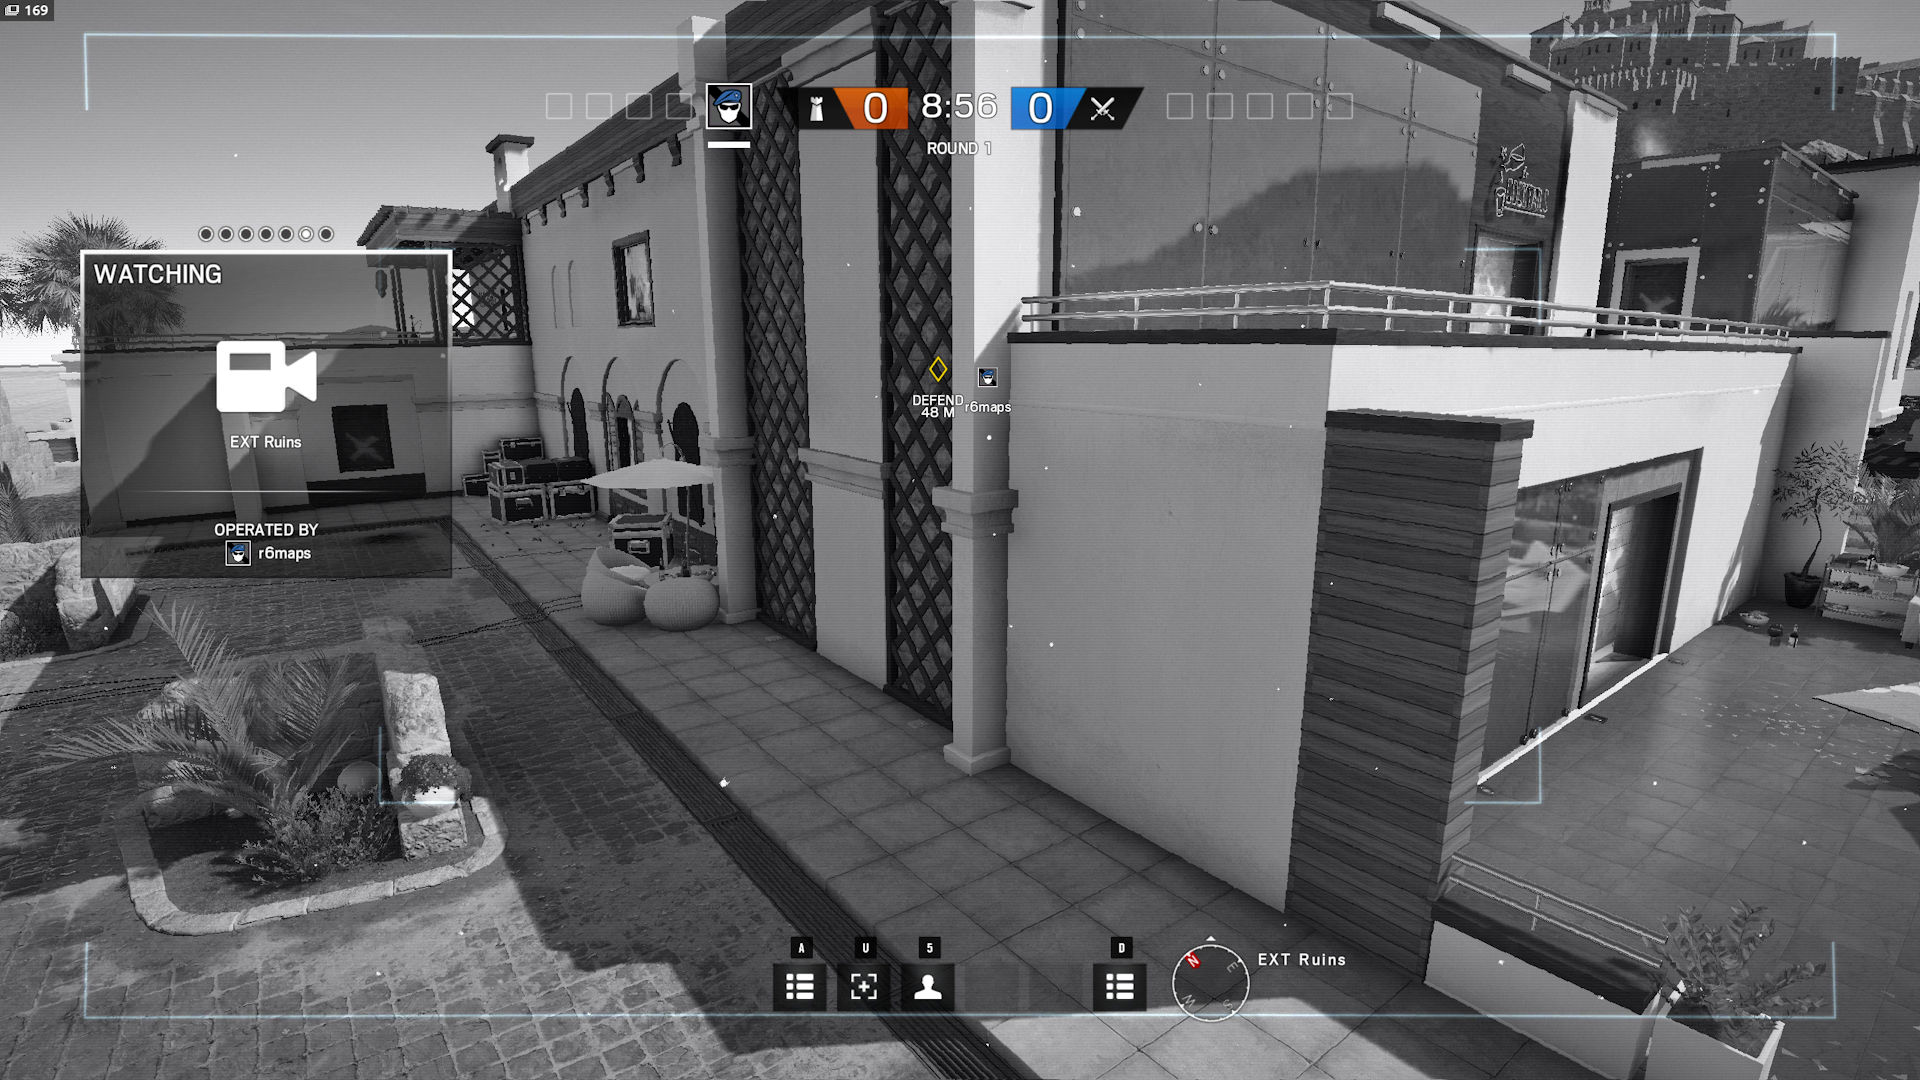 169
0
8:56
0
ROUND 1
COCKTAILS
WATCHING
EXT Ruins
OPERATED BY
r6maps
DEFEND
48 M
r6maps
A
U
5
D
N
E
S
W
EXT Ruins